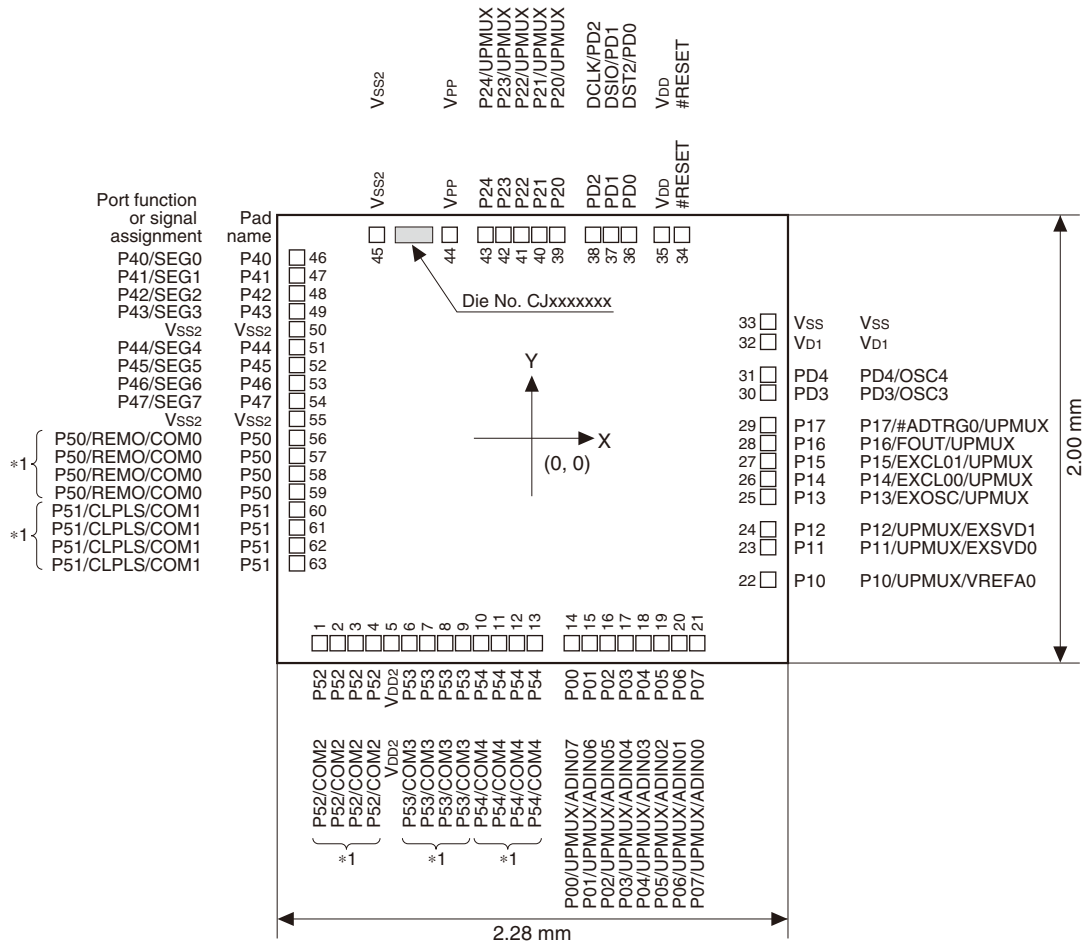 VSS2
VPP
P24/UPMUX
P23/UPMUX
P22/UPMUX
P21/UPMUX
P20/UPMUX
DCLK/PD2
DSIO/PD1
DST2/PD0
VDD
#RESET
VSS2
VPP
P24
P23
P22
P21
P20
PD2
PD1
PD0
VDD
#RESET
45
44
43
42
41
40
39
38
37
36
35
34
Port function
or signal
assignment
Pad
name
P40/SEG0 P40 46
P41/SEG1 P41 47
P42/SEG2 P42 48
P43/SEG3 P43 49
VSS2 VSS2 50
P44/SEG4 P44 51
P45/SEG5 P45 52
P46/SEG6 P46 53
P47/SEG7 P47 54
VSS2 VSS2 55
*1
P50/REMO/COM0 P50 56
P50/REMO/COM0 P50 57
P50/REMO/COM0 P50 58
P50/REMO/COM0 P50 59
*1
P51/CLPLS/COM1 P51 60
P51/CLPLS/COM1 P51 61
P51/CLPLS/COM1 P51 62
P51/CLPLS/COM1 P51 63
Die No. CJxxxxxxx
Y
X
(0, 0)
33 VSS VSS
32 VD1 VD1
31 PD4 PD4/OSC4
30 PD3 PD3/OSC3
29 P17 P17/#ADTRG0/UPMUX
28 P16 P16/FOUT/UPMUX
27 P15 P15/EXCL01/UPMUX
26 P14 P14/EXCL00/UPMUX
25 P13 P13/EXOSC/UPMUX
24 P12 P12/UPMUX/EXSVD1
23 P11 P11/UPMUX/EXSVD0
22 P10 P10/UPMUX/VREFA0
2.00 mm
1
2
3
4
5
6
7
8
9
10
11
12
13
14
15
16
17
18
19
20
21
P52
P52
P52
P52
VDD2
P53
P53
P53
P53
P54
P54
P54
P54
P00
P01
P02
P03
P04
P05
P06
P07
P52/COM2
P52/COM2
P52/COM2
P52/COM2
VDD2
P53/COM3
P53/COM3
P53/COM3
P53/COM3
P54/COM4
P54/COM4
P54/COM4
P54/COM4
P00/UPMUX/ADIN07
P01/UPMUX/ADIN06
P02/UPMUX/ADIN05
P03/UPMUX/ADIN04
P04/UPMUX/ADIN03
P05/UPMUX/ADIN02
P06/UPMUX/ADIN01
P07/UPMUX/ADIN00
*1
*1
*1
2.28 mm